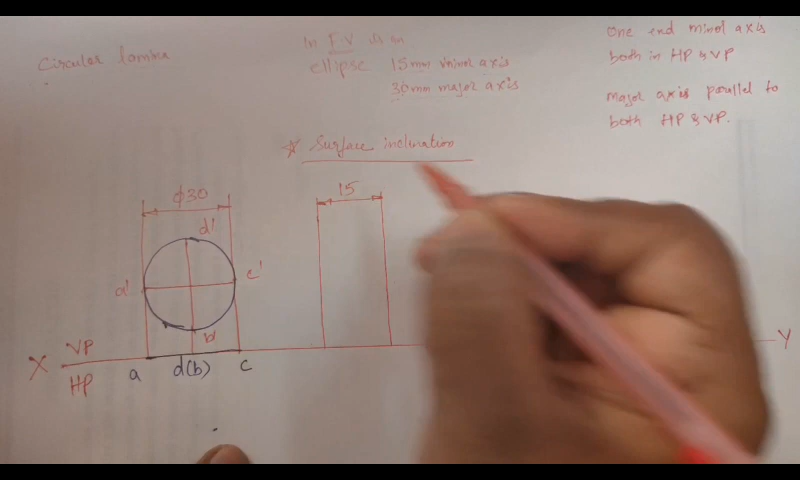 Circular lamina
In F.V is an
ellipse 15mm minor axis
30mm major axis
One end minor axis
both in HP & VP
Major axis parallel to
both HP & VP.
* Surface inclination
ϕ30
15
d'
a'
c'
b'
X
VP
HP
a
d(b)
c
Y